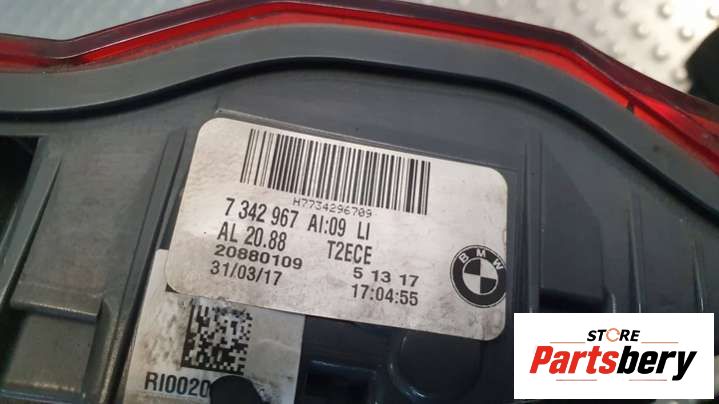 H7734296709
7 342 967 AI:09 LI
AL 20.88 T2ECE
20880109 5 13 17
31/03/17 17:04:55
BMW
RI0020
STORE
Partsbery